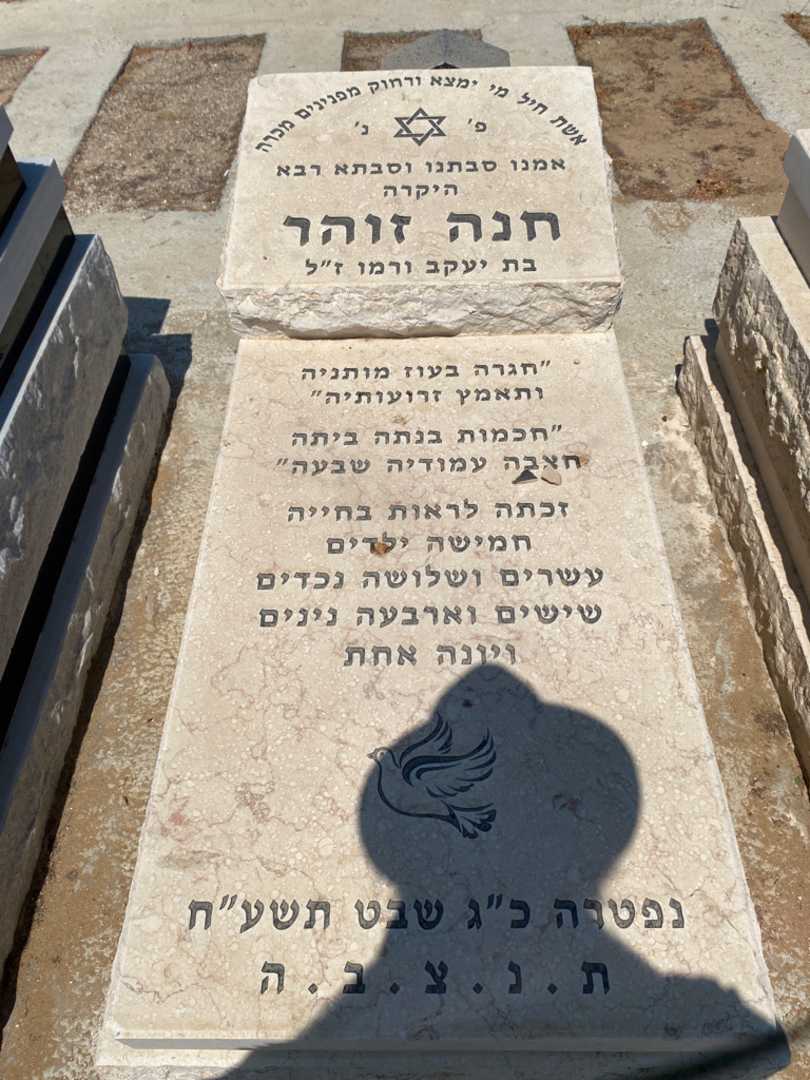 אשת חיל מי ימצא ורחוק מפנינים מכרה
פ׳ נ׳
אמנו סבתנו וסבתא רבא
היקרה
חנה זוהר
בת יעקב ורמו ז״ל
״חגרה בעוז מותניה
ותאמץ זרועותיה״
״חכמות בנתה ביתה
חאבה עמודיה שבעה״
זכתה לראות בחייה
חמישה ילדים
עשרים ושלושה נכדים
שישים וארבעה נינים
ויונה אחת
נפטרה כ״ג שבט תשע״ח
ת . נ . צ . ב . ה